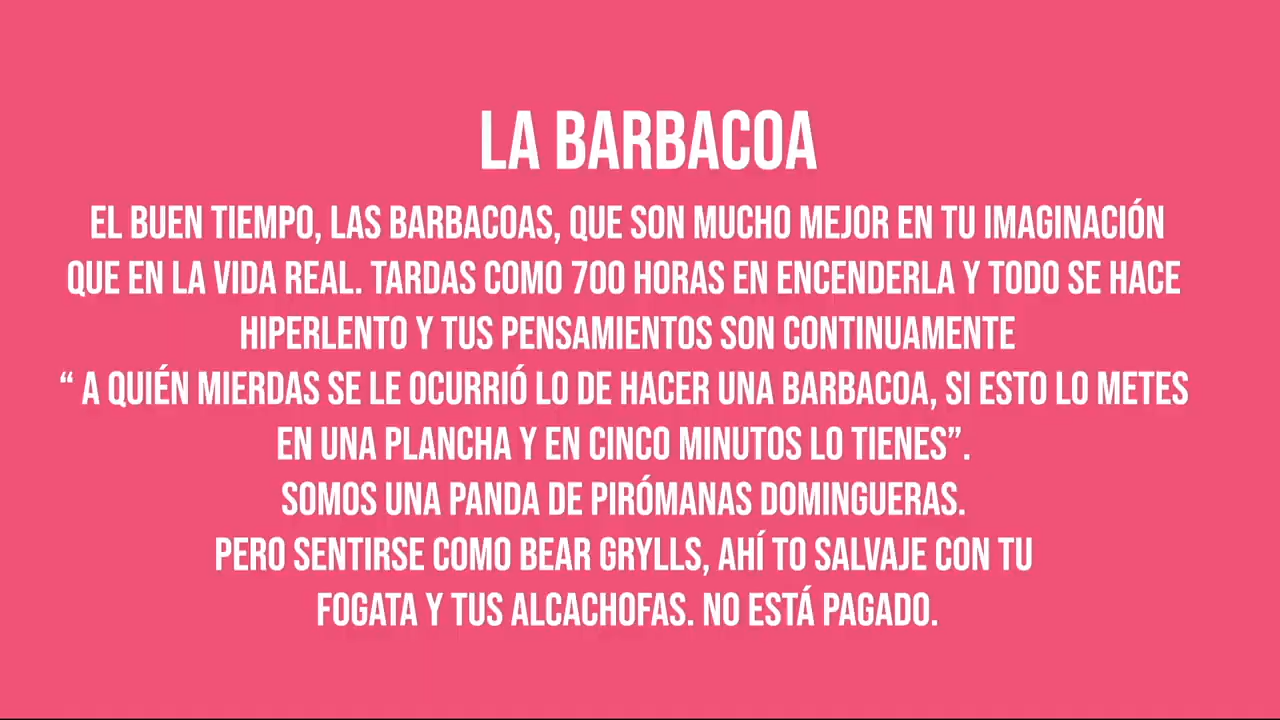 LA BARBACOA
EL BUEN TIEMPO, LAS BARBACOAS, QUE SON MUCHO MEJOR EN TU IMAGINACIÓN
QUE EN LA VIDA REAL. TARDAS COMO 700 HORAS EN ENCENDERLA Y TODO SE HACE
HIPERLENTO Y TUS PENSAMIENTOS SON CONTINUAMENTE
“ A QUIÉN MIERDAS SE LE OCURRIÓ LO DE HACER UNA BARBACOA, SI ESTO LO METES
EN UNA PLANCHA Y EN CINCO MINUTOS LO TIENES”.
SOMOS UNA PANDA DE PIRÓMANAS DOMINGUERAS.
PERO SENTIRSE COMO BEAR GRYLLS, AHÍ TO SALVAJE CON TU
FOGATA Y TUS ALCACHOFAS. NO ESTÁ PAGADO.